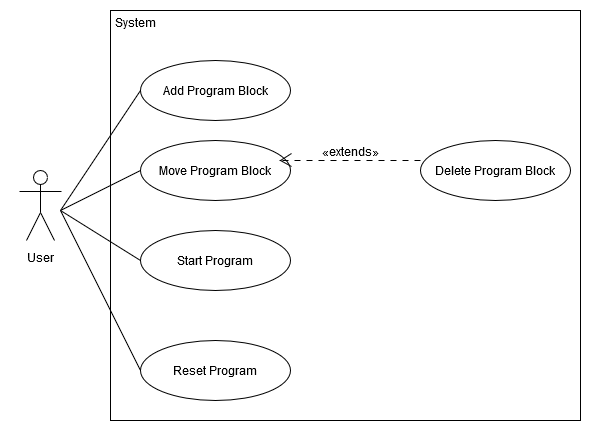 System
Add Program Block
Move Program Block
«extends»
Delete Program Block
User
Start Program
Reset Program